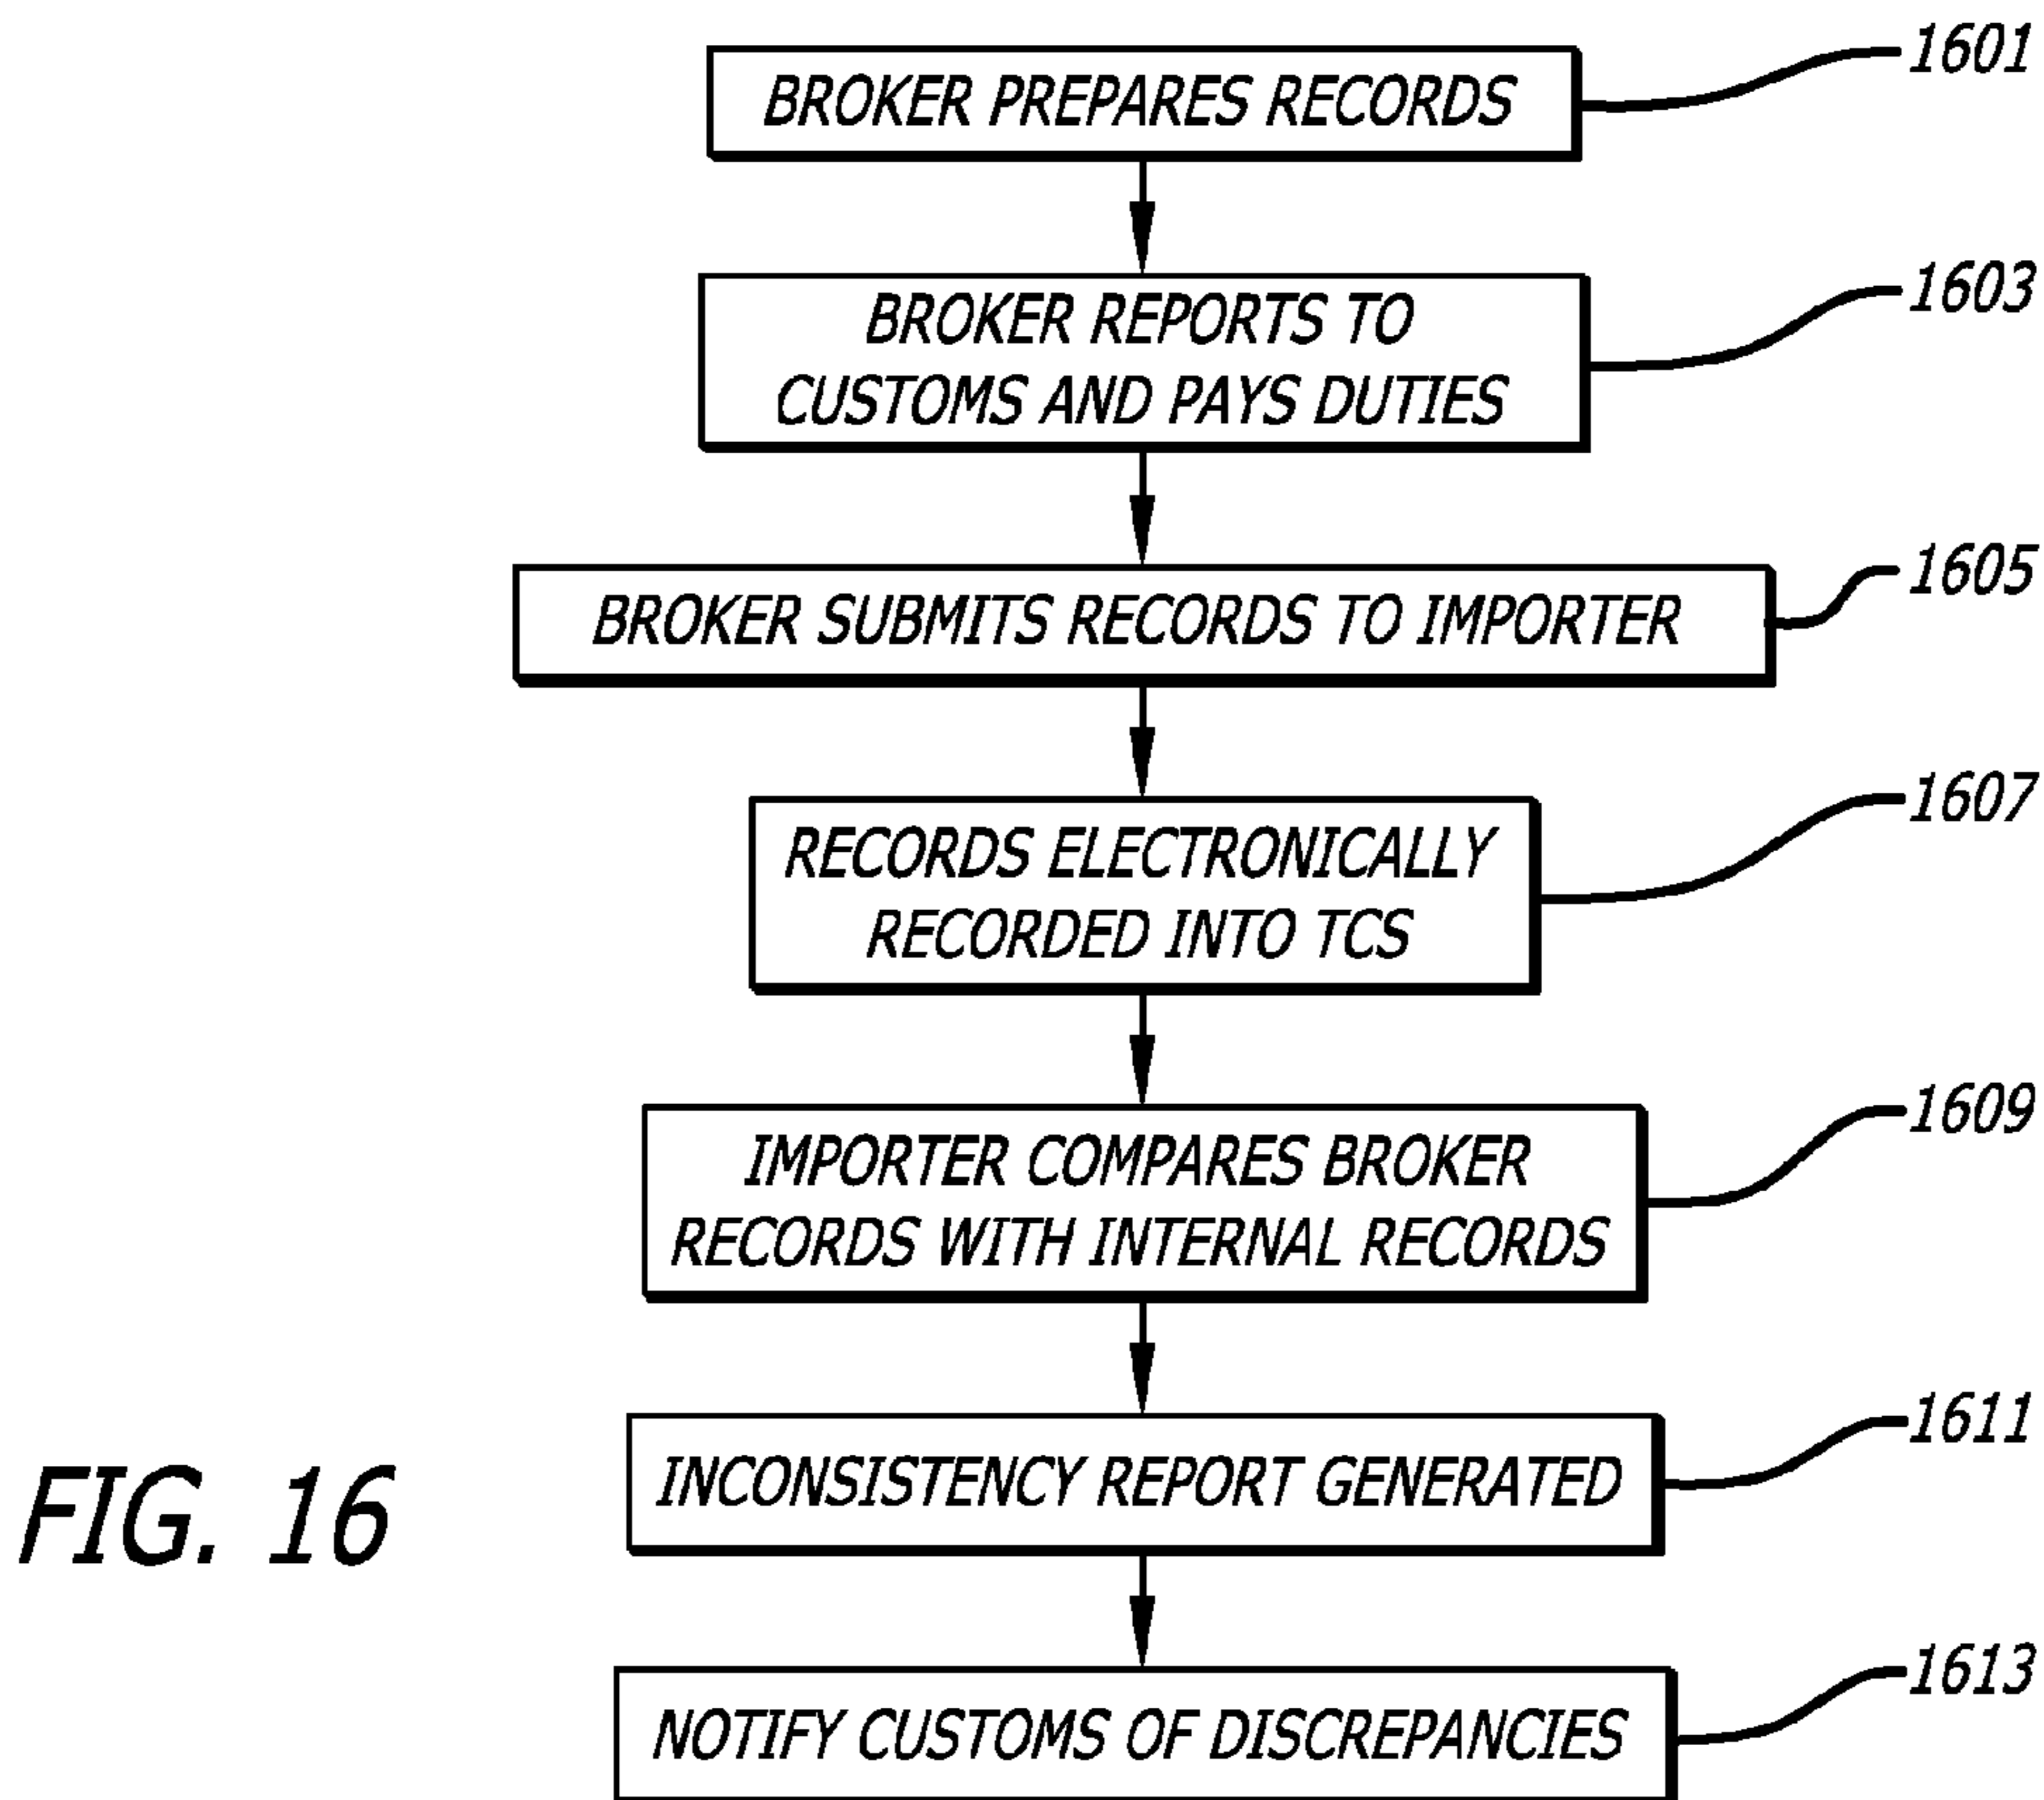 BROKER PREPARES RECORDS
1601
BROKER REPORTS TO
CUSTOMS AND PAYS DUTIES
1603
BROKER SUBMITS RECORDS TO IMPORTER
1605
RECORDS ELECTRONICALLY
RECORDED INTO TCS
1607
IMPORTER COMPARES BROKER
RECORDS WITH INTERNAL RECORDS
1609
INCONSISTENCY REPORT GENERATED
1611
NOTIFY CUSTOMS OF DISCREPANCIES
1613
FIG. 16